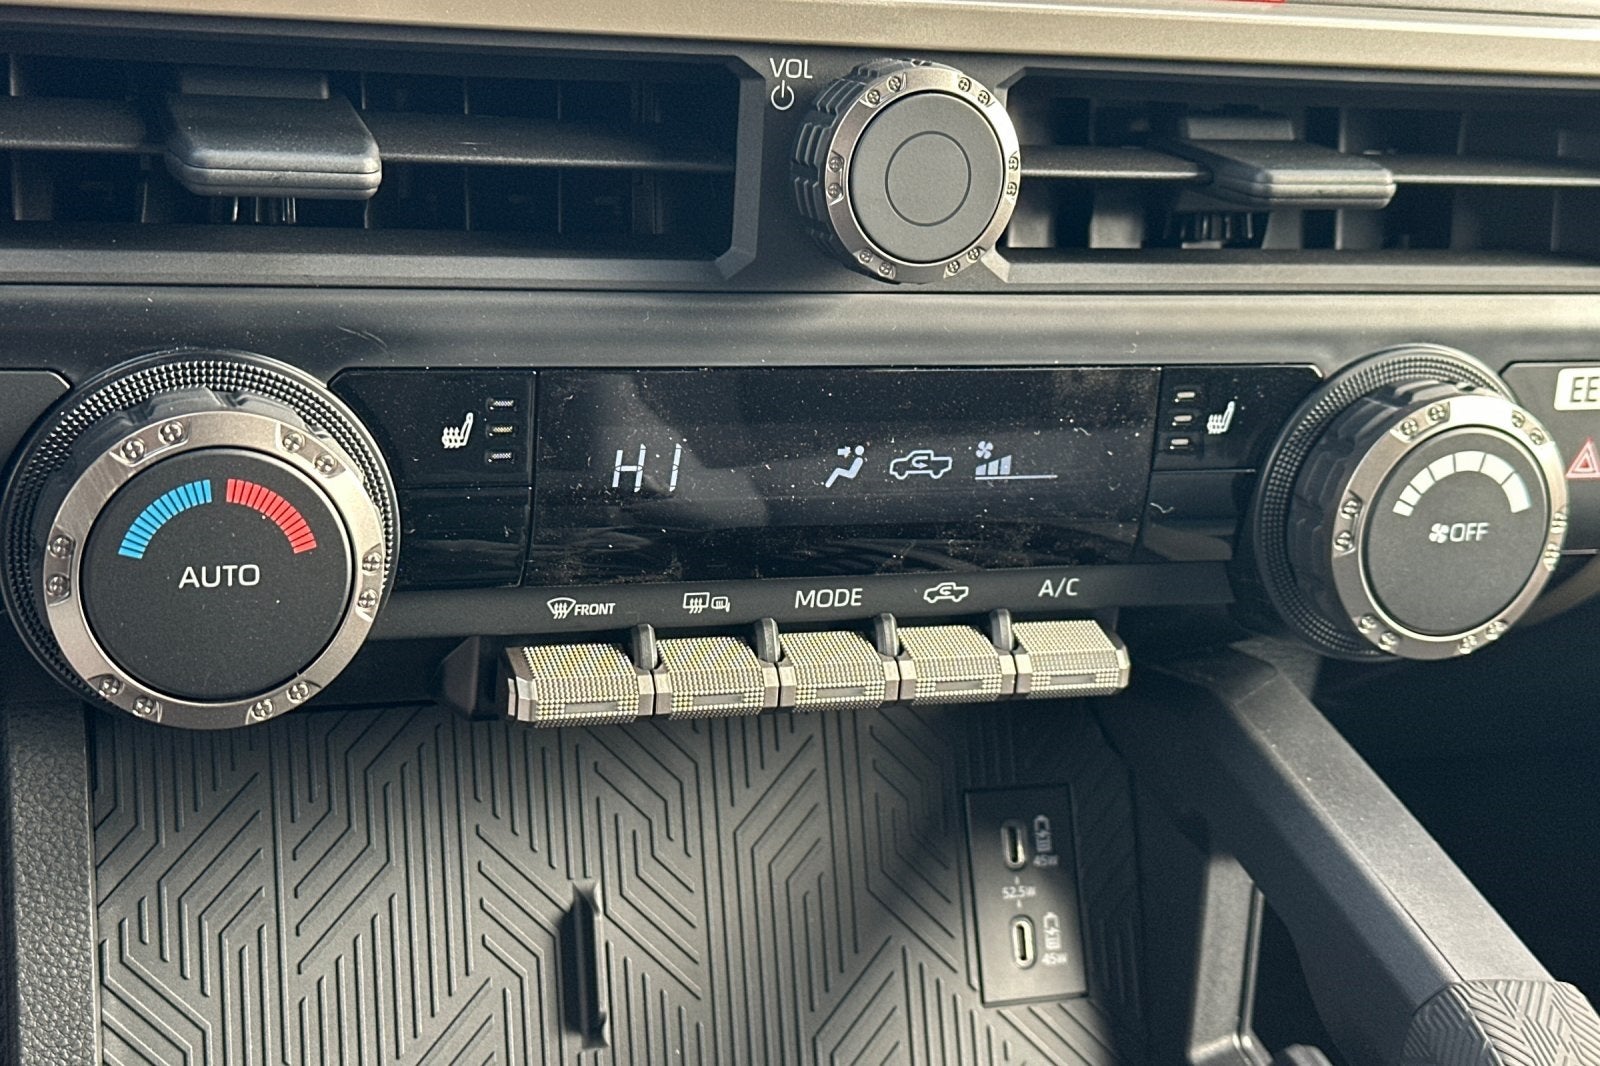 VOL
HI
AUTO
OFF
FRONT
MODE
A/C
45W
52.5W
45W